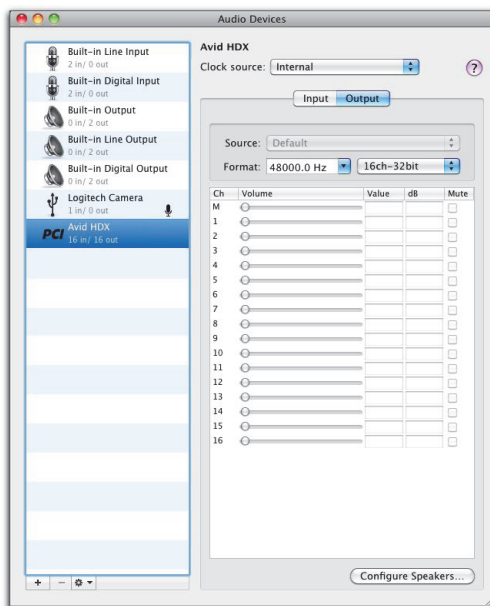 Audio Devices
Built-in Line Input
2 in/ 0 out
Built-in Digital Input
2 in/ 0 out
Built-in Output
0 in/ 2 out
Built-in Line Output
0 in/ 2 out
Built-in Digital Output
0 in/ 2 out
Logitech Camera
1 in/ 0 out
PCI
Avid HDX
16 in/ 16 out
+ −
Avid HDX
Clock source: Internal
?
Input Output
Source: Default
Format: 48000.0 Hz 16ch-32bit
Ch Volume Value dB Mute
M
1
2
3
4
5
6
7
8
9
10
11
12
13
14
15
16
Configure Speakers...